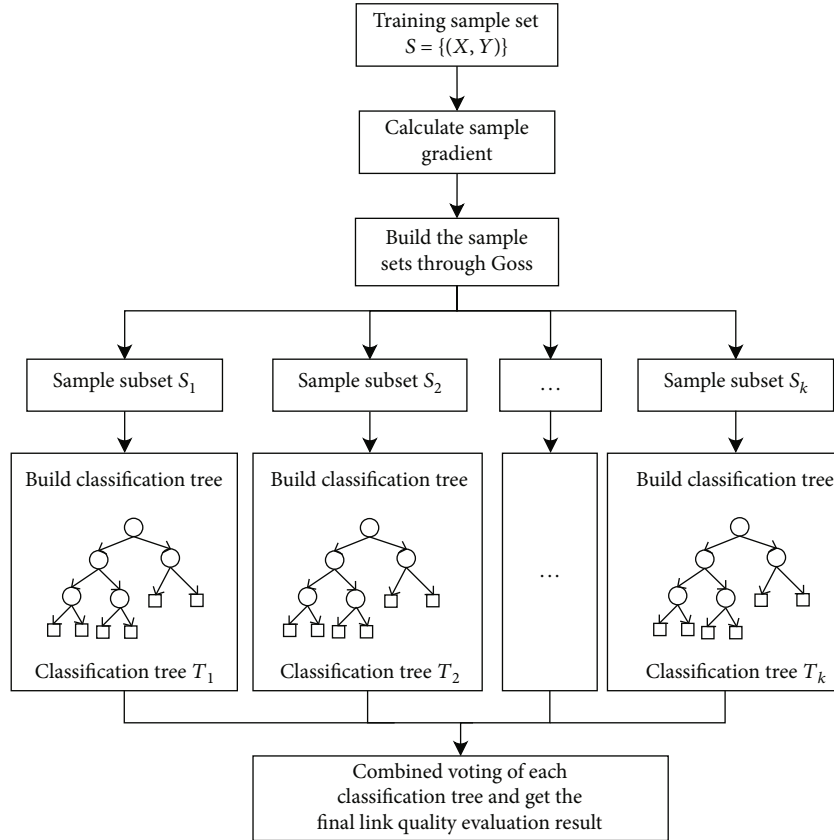 Training sample set
S = {(X, Y)}
Calculate sample
gradient
Build the sample
sets through Goss
Sample subset S₁
Sample subset S₂
...
Sample subset Sₖ
Build classification tree
Build classification tree
...
Build classification tree
Classification tree T₁
Classification tree T₂
Classification tree Tₖ
Combined voting of each
classification tree and get the
final link quality evaluation result